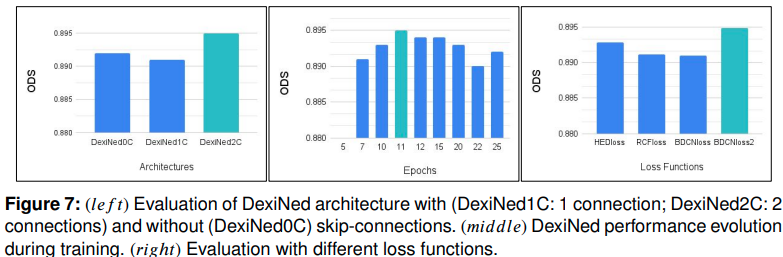 ODS
0.895
0.890
0.885
0.880
DexiNed0C DexiNed1C DexiNed2C
Architectures
ODS
0.895
0.890
0.885
0.880
5 7 10 11 12 15 20 22 25
Epochs
ODS
0.895
0.890
0.885
0.880
HEDloss RCFloss BDCNloss BDCNloss2
Loss Functions
Figure 7: (left) Evaluation of DexiNed architecture with (DexiNed1C: 1 connection; DexiNed2C: 2
connections) and without (DexiNed0C) skip-connections. (middle) DexiNed performance evolution
during training. (right) Evaluation with different loss functions.